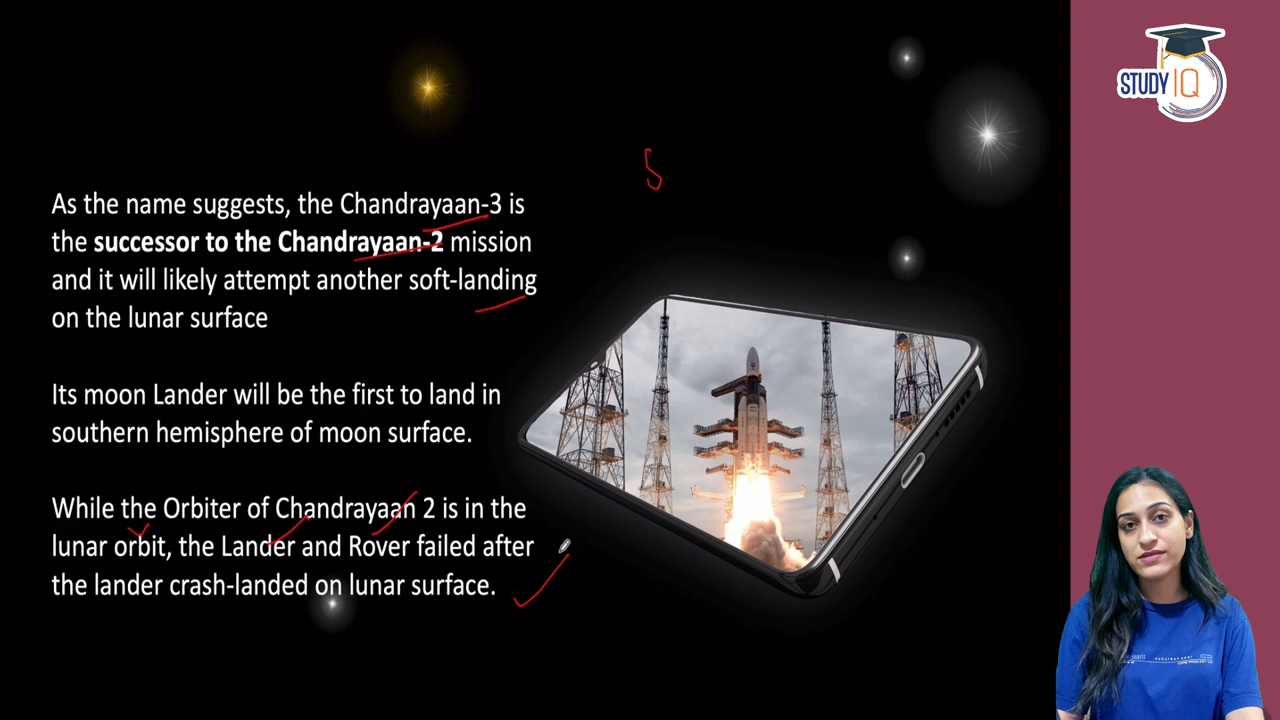 STUDY IQ
As the name suggests, the Chandrayaan-3 is
the successor to the Chandrayaan-2 mission
and it will likely attempt another soft-landing
on the lunar surface
Its moon Lander will be the first to land in
southern hemisphere of moon surface.
While the Orbiter of Chandrayaan 2 is in the
lunar orbit, the Lander and Rover failed after
the lander crash-landed on lunar surface.
S